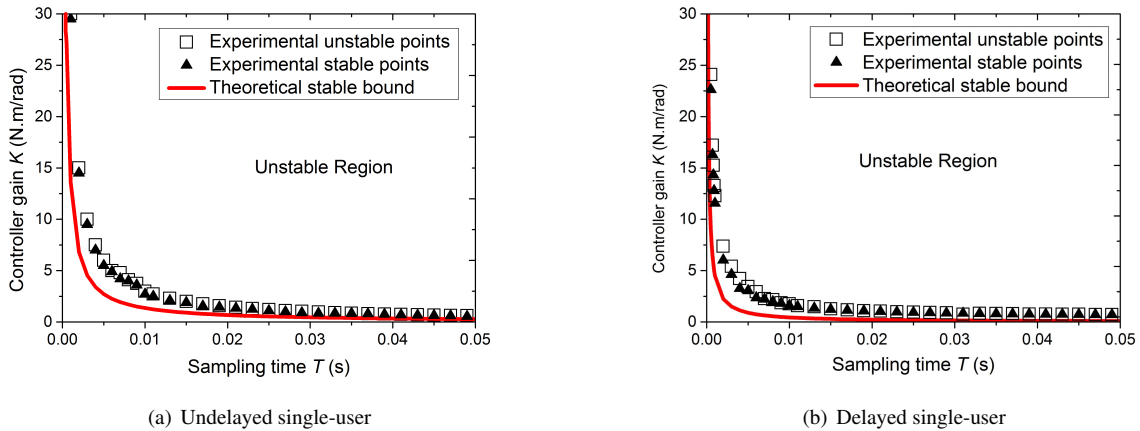 30
25
20
15
10
5
0
Controller gain K (N.m/rad)
Experimental unstable points
Experimental stable points
Theoretical stable bound
Unstable Region
0.00 0.01 0.02 0.03 0.04 0.05
Sampling time T (s)
(a) Undelayed single-user
30
25
20
15
10
5
0
Controller gain K (N.m/rad)
Experimental unstable points
Experimental stable points
Theoretical stable bound
Unstable Region
0.00 0.01 0.02 0.03 0.04 0.05
Sampling time T (s)
(b) Delayed single-user